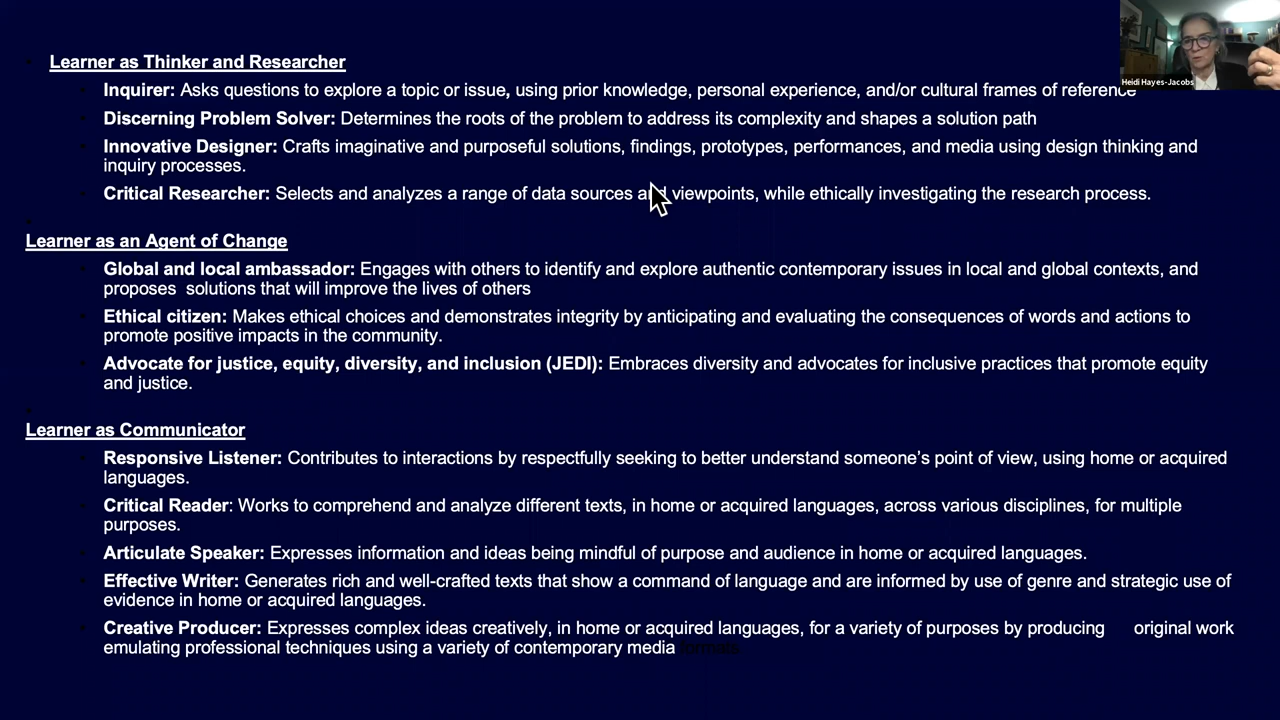 Heidi Hayes-Jacobs
Learner as Thinker and Researcher
Inquirer: Asks questions to explore a topic or issue, using prior knowledge, personal experience, and/or cultural frames of reference
Discerning Problem Solver: Determines the roots of the problem to address its complexity and shapes a solution path
Innovative Designer: Crafts imaginative and purposeful solutions, findings, prototypes, performances, and media using design thinking and
inquiry processes.
Critical Researcher: Selects and analyzes a range of data sources and viewpoints, while ethically investigating the research process.
Learner as an Agent of Change
Global and local ambassador: Engages with others to identify and explore authentic contemporary issues in local and global contexts, and
proposes  solutions that will improve the lives of others
Ethical citizen: Makes ethical choices and demonstrates integrity by anticipating and evaluating the consequences of words and actions to
promote positive impacts in the community.
Advocate for justice, equity, diversity, and inclusion (JEDI): Embraces diversity and advocates for inclusive practices that promote equity
and justice.
Learner as Communicator
Responsive Listener: Contributes to interactions by respectfully seeking to better understand someone’s point of view, using home or acquired
languages.
Critical Reader: Works to comprehend and analyze different texts, in home or acquired languages, across various disciplines, for multiple
purposes.
Articulate Speaker: Expresses information and ideas being mindful of purpose and audience in home or acquired languages.
Effective Writer: Generates rich and well-crafted texts that show a command of language and are informed by use of genre and strategic use of
evidence in home or acquired languages.
Creative Producer: Expresses complex ideas creatively, in home or acquired languages, for a variety of purposes by producing original work
emulating professional techniques using a variety of contemporary media formats.